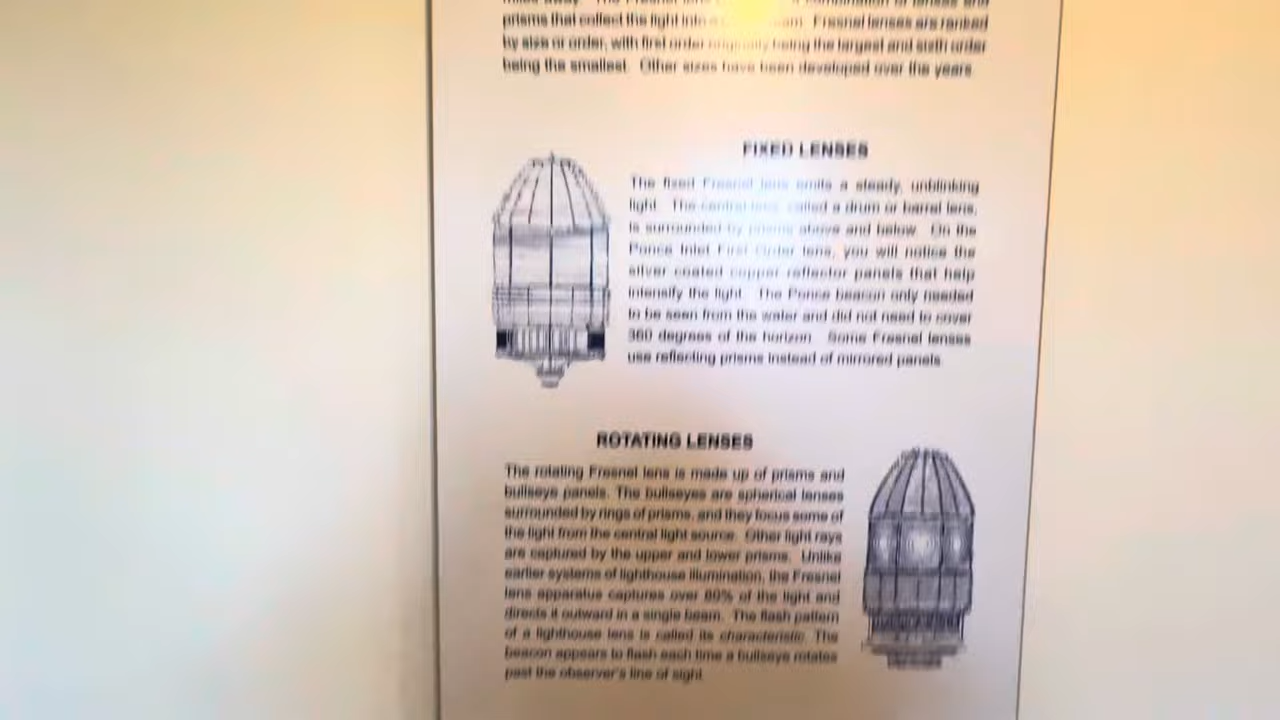 prisms that collect the light into a Fresnel lenses are ranked
by size or order, with first order originally being the largest and sixth order
being the smallest. Other sizes have been developed over the years.
FIXED LENSES
The fixed Fresnel lens emits a steady, unblinking
light. The central lens, called a drum or barrel lens,
is surrounded by prisms above and below. On the
Ponce Inlet First Order lens, you will notice the
silver coated copper reflector panels that help
intensify the light. The Ponce beacon only needed
to be seen from the water and did not need to cover
360 degrees of the horizon. Some Fresnel lenses
use reflecting prisms instead of mirrored panels.
ROTATING LENSES
The rotating Fresnel lens is made up of prisms and
bullseye panels. The bullseyes are spherical lenses
surrounded by rings of prisms, and they focus some of
the light from the central light source. Other light rays
are captured by the upper and lower prisms. Unlike
earlier systems of lighthouse illumination, the Fresnel
lens apparatus captures over 80% of the light and
directs it outward in a single beam. The flash pattern
of a lighthouse lens is called its characteristic. The
beacon appears to flash each time a bullseye rotates
past the observer's line of sight.